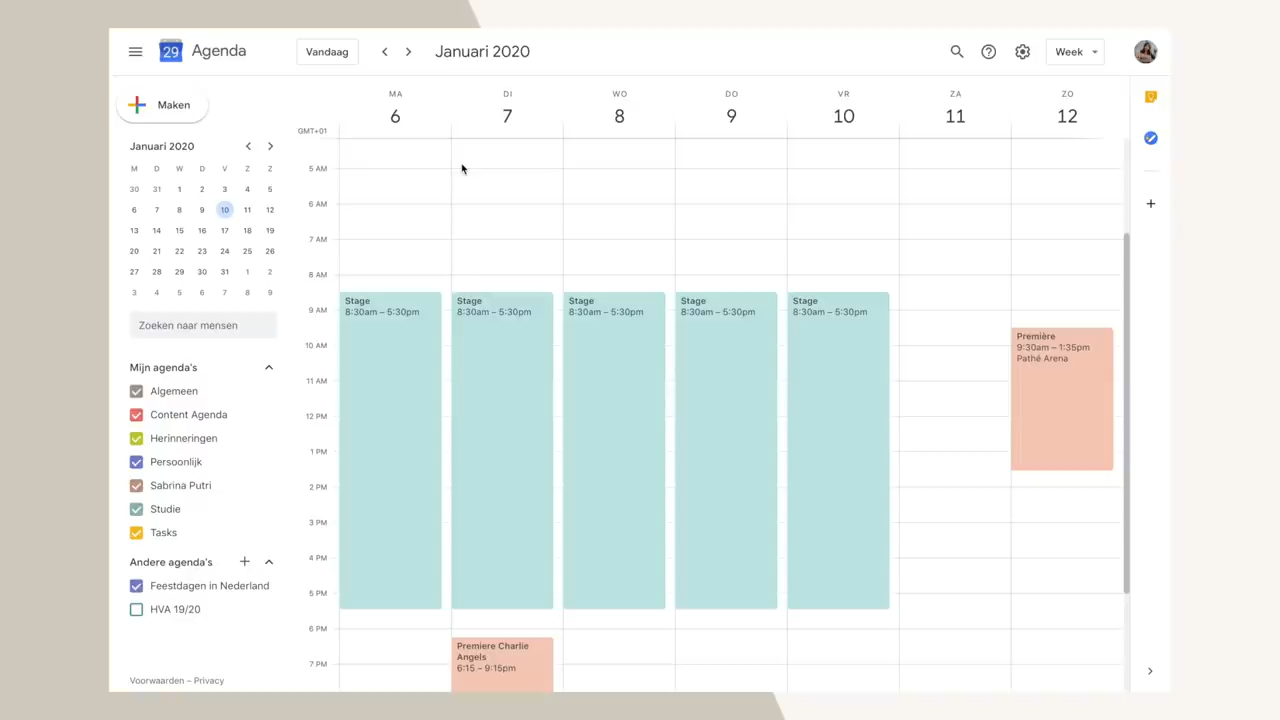 29 Agenda
Vandaag
Januari 2020
Week
Maken
Januari 2020
M D W D V Z Z
30 31 1 2 3 4 5
6 7 8 9 10 11 12
13 14 15 16 17 18 19
20 21 22 23 24 25 26
27 28 29 30 31 1 2
3 4 5 6 7 8 9
Zoeken naar mensen
Mijn agenda's
Algemeen
Content Agenda
Herinneringen
Persoonlijk
Sabrina Putri
Studie
Tasks
Andere agenda's
Feestdagen in Nederland
HVA 19/20
Voorwaarden – Privacy
MA DI WO DO VR ZA ZO
6 7 8 9 10 11 12
GMT+01
5 AM
6 AM
7 AM
8 AM
9 AM
10 AM
11 AM
12 PM
1 PM
2 PM
3 PM
4 PM
5 PM
6 PM
7 PM
Stage
8:30am – 5:30pm
Stage
8:30am – 5:30pm
Premiere Charlie
Angels
6:15 – 9:15pm
Stage
8:30am – 5:30pm
Stage
8:30am – 5:30pm
Stage
8:30am – 5:30pm
Première
9:30am – 1:35pm
Pathé Arena